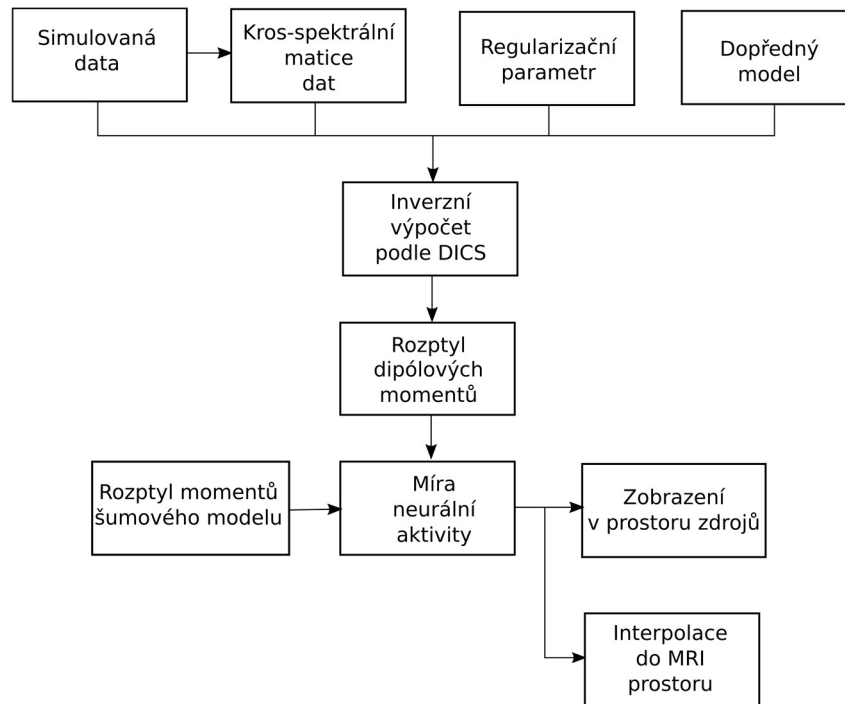 Simulovaná
data
Kros-spektrální
matice
dat
Regularizační
parametr
Dopředný
model
Inverzní
výpočet
podle DICS
Rozptyl
dipólových
momentů
Rozptyl momentů
šumového modelu
Míra
neurální
aktivity
Zobrazení
v prostoru zdrojů
Interpolace
do MRI
prostoru